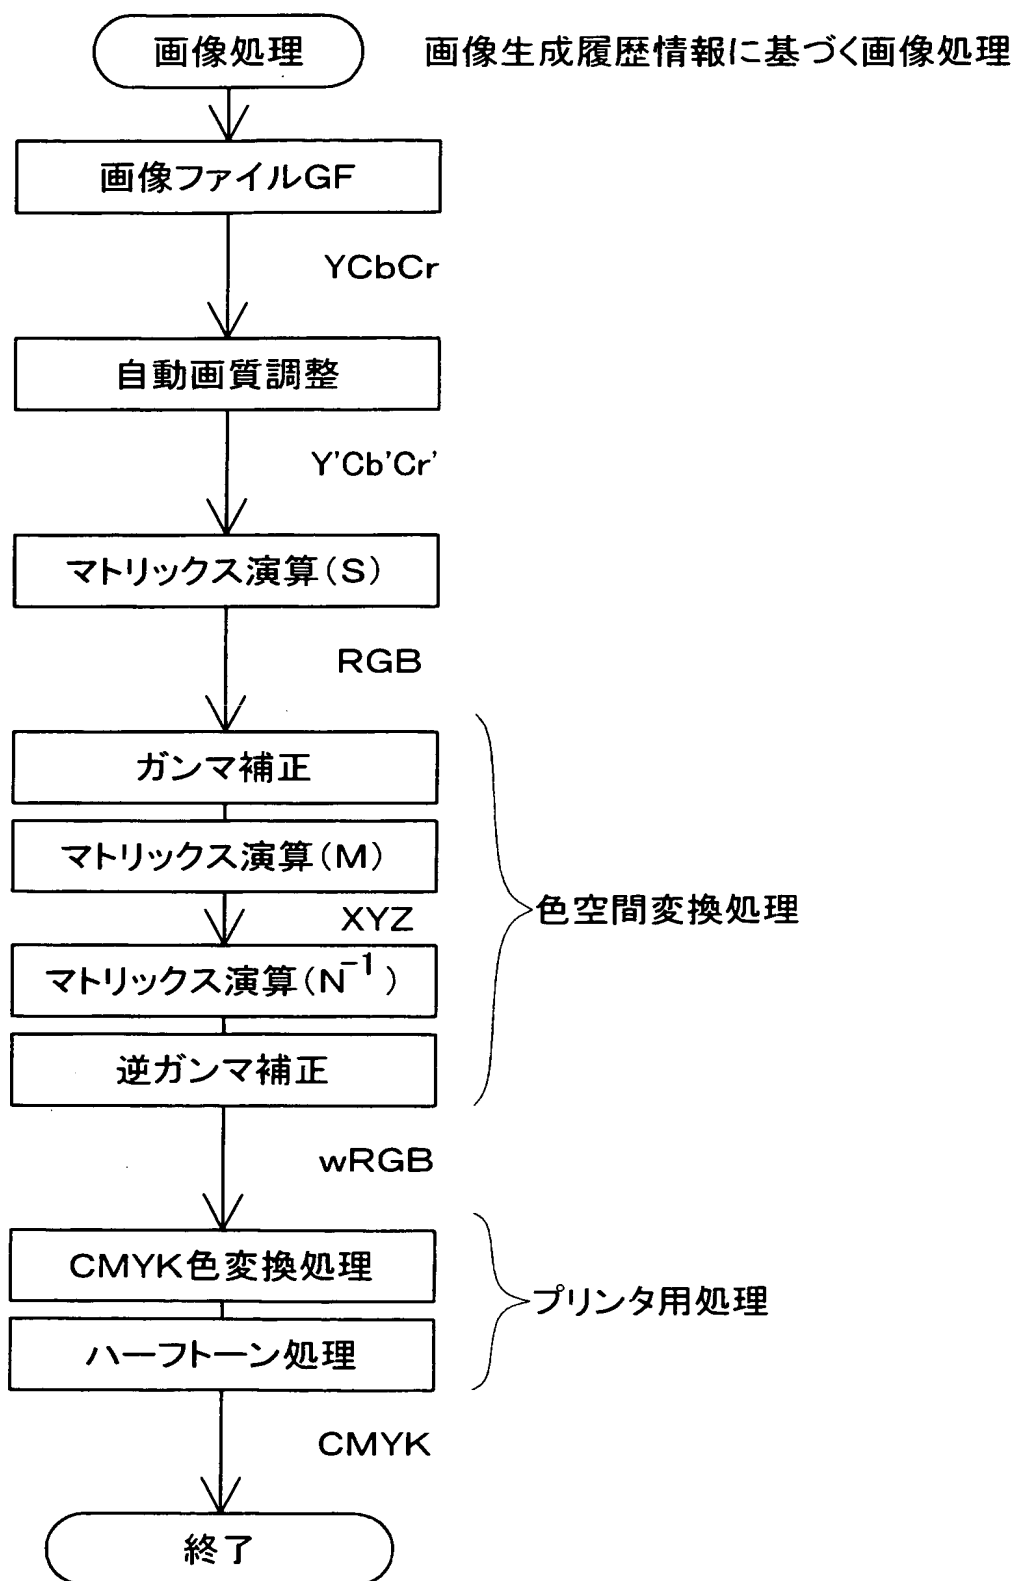 画像処理
画像生成履歴情報に基づく画像処理
画像ファイルGF
YCbCr
自動画質調整
Y'Cb'Cr'
マトリックス演算(S)
RGB
ガンマ補正
マトリックス演算(M)
XYZ
マトリックス演算(N⁻¹)
逆ガンマ補正
色空間変換処理
wRGB
CMYK色変換処理
ハーフトーン処理
プリンタ用処理
CMYK
終了